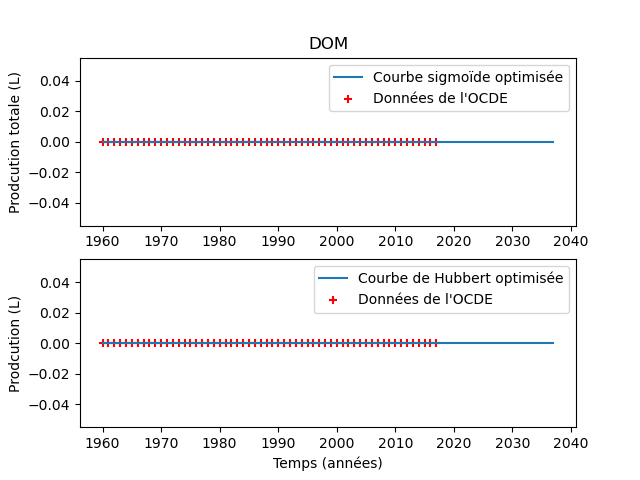 DOM
Prodcution totale (L)
0.04
0.02
0.00
−0.02
−0.04
Courbe sigmoïde optimisée
Données de l'OCDE
1960 1970 1980 1990 2000 2010 2020 2030 2040
Prodcution (L)
0.04
0.02
0.00
−0.02
−0.04
Courbe de Hubbert optimisée
Données de l'OCDE
1960 1970 1980 1990 2000 2010 2020 2030 2040
Temps (années)